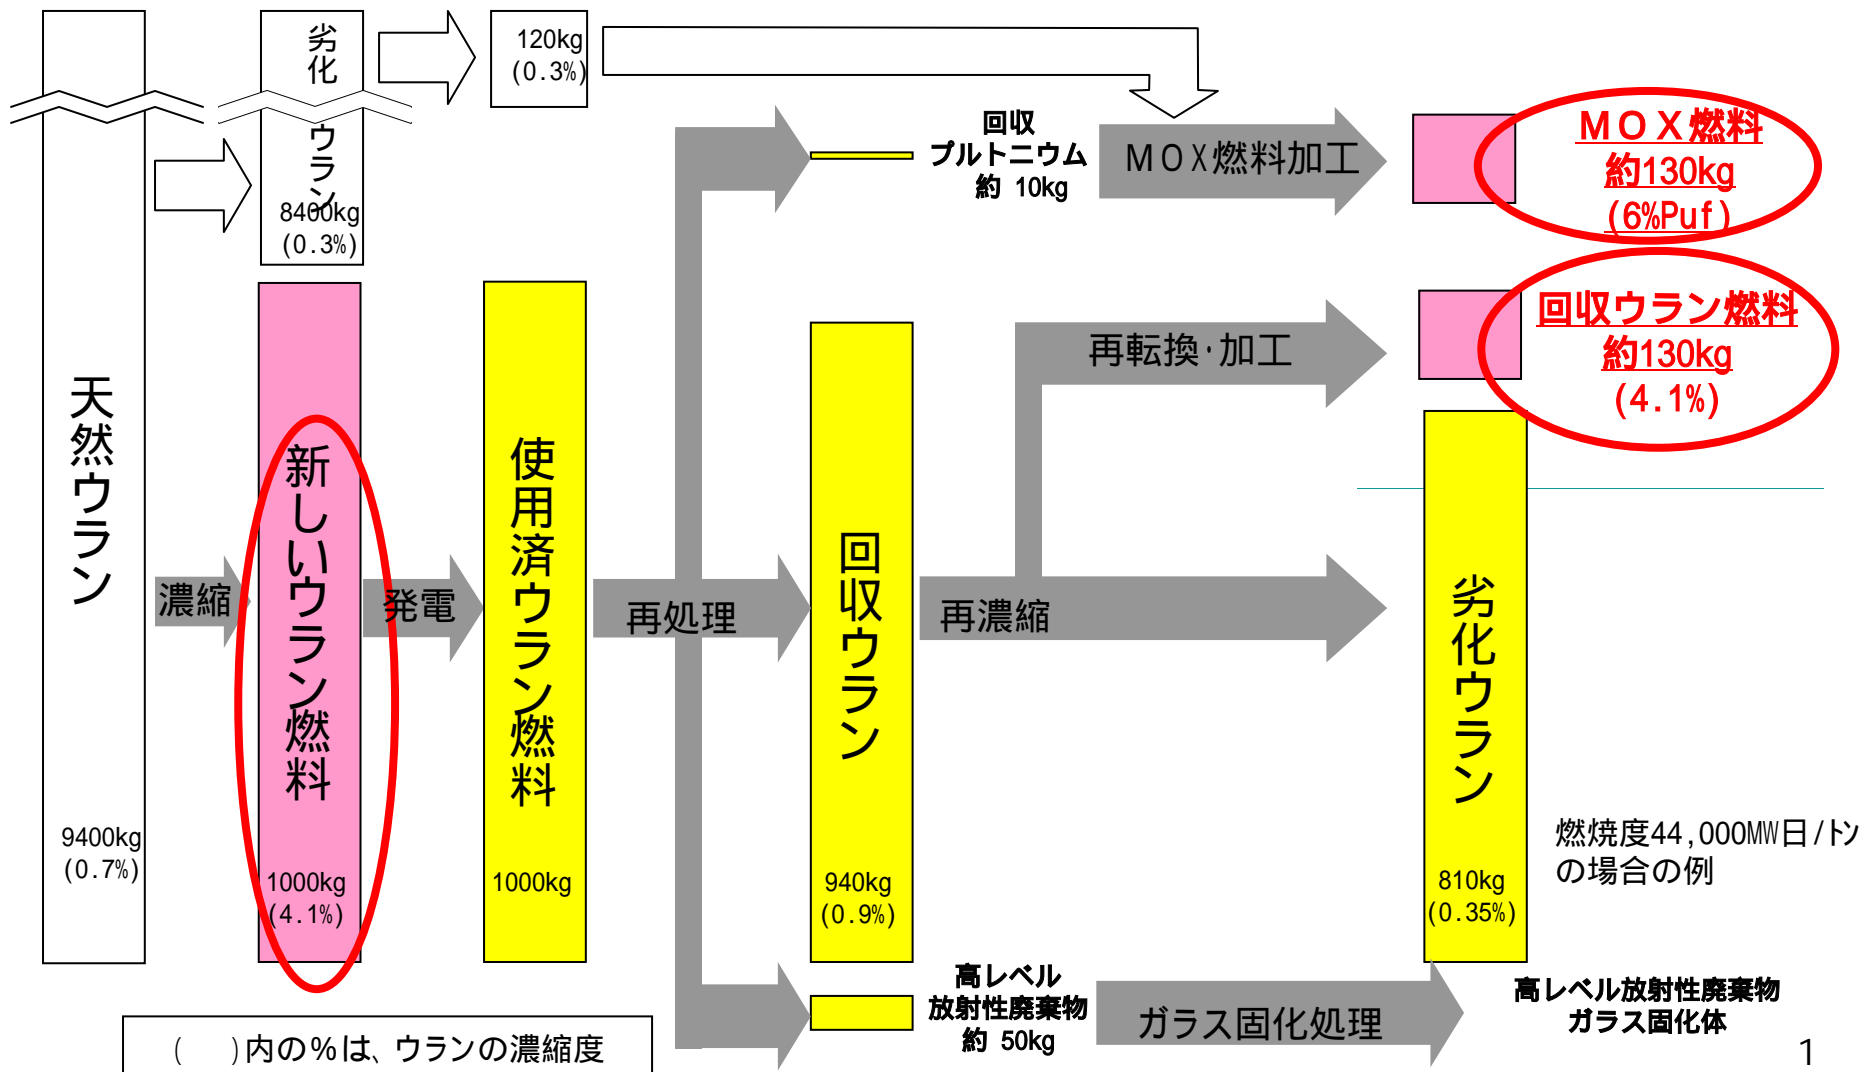 天然ウラン
9400kg
(0.7%)
劣化ウラン
8400kg
(0.3%)
120kg
(0.3%)
濃縮
新しいウラン燃料
1000kg
(4.1%)
発電
使用済ウラン燃料
1000kg
再処理
回収
プルトニウム
約 10kg
MOX燃料加工
MOX燃料
約130kg
(6%Puf)
回収ウラン
940kg
(0.9%)
再濃縮
再転換・加工
回収ウラン燃料
約130kg
(4.1%)
劣化ウラン
810kg
(0.35%)
燃焼度44,000MW日/トン
の場合の例
高レベル
放射性廃棄物
約 50kg
ガラス固化処理
高レベル放射性廃棄物
ガラス固化体
(　)内の%は、ウランの濃縮度
1